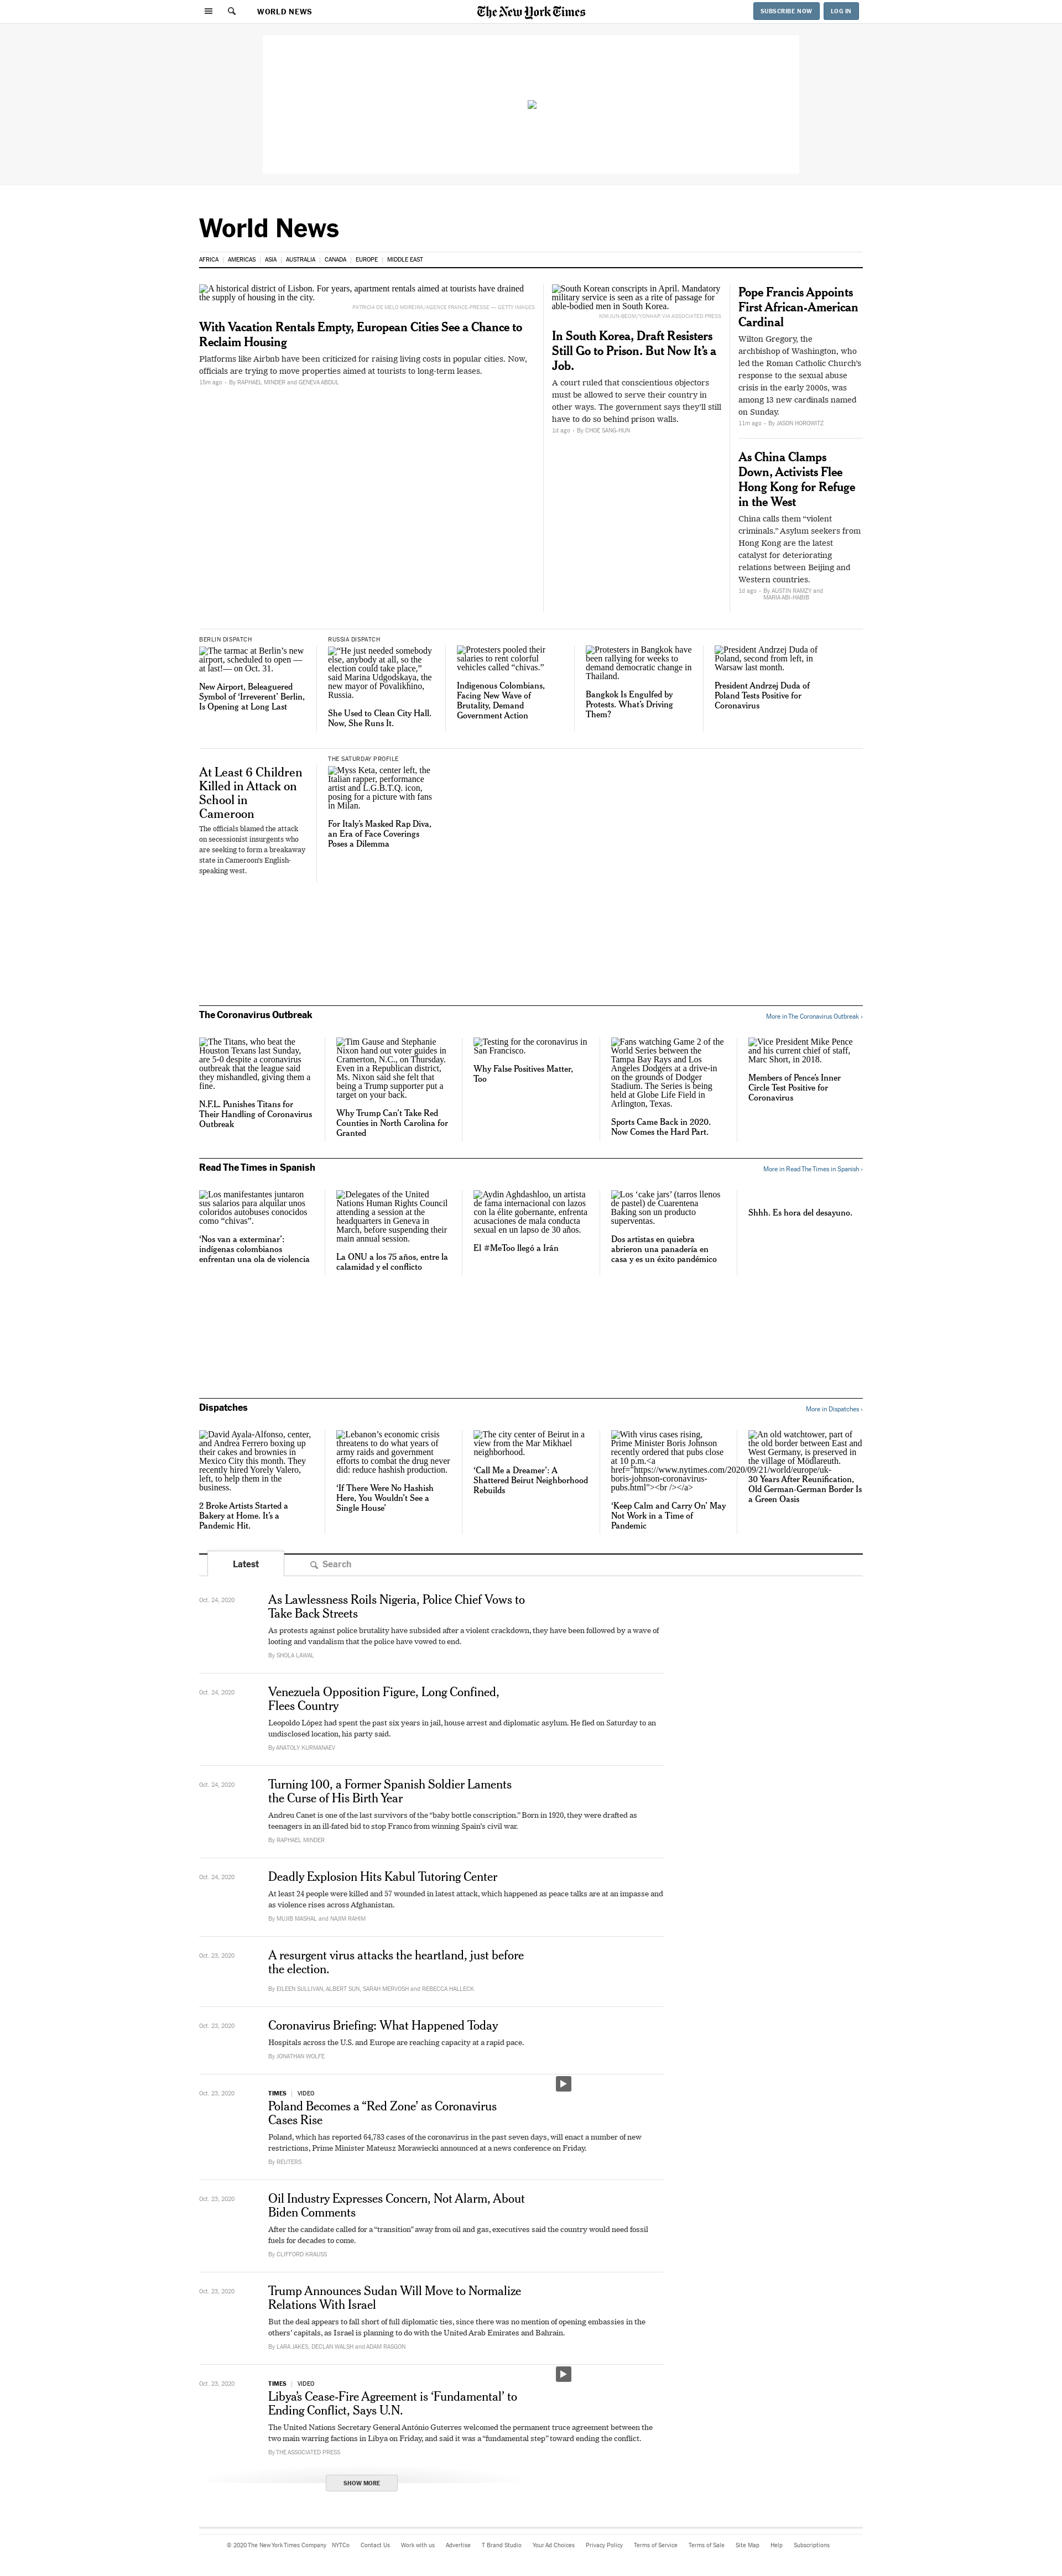 WORLD NEWS
The New York Times
SUBSCRIBE NOW
LOG IN
World News
AFRICA | AMERICAS | ASIA | AUSTRALIA | CANADA | EUROPE | MIDDLE EAST
A historical district of Lisbon. For years, apartment rentals aimed at tourists have drained
the supply of housing in the city.
PATRICIA DE MELO MOREIRA/AGENCE FRANCE-PRESSE — GETTY IMAGES
With Vacation Rentals Empty, European Cities See a Chance to
Reclaim Housing
Platforms like Airbnb have been criticized for raising living costs in popular cities. Now,
officials are trying to move properties aimed at tourists to long-term leases.
15m ago - By RAPHAEL MINDER and GENEVA ABDUL
South Korean conscripts in April. Mandatory
military service is seen as a rite of passage for
able-bodied men in South Korea.
KIM JUN-BEOM/YONHAP, VIA ASSOCIATED PRESS
In South Korea, Draft Resisters
Still Go to Prison. But Now It’s a
Job.
A court ruled that conscientious objectors
must be allowed to serve their country in
other ways. The government says they’ll still
have to do so behind prison walls.
1d ago - By CHOE SANG-HUN
Pope Francis Appoints
First African-American
Cardinal
Wilton Gregory, the
archbishop of Washington, who
led the Roman Catholic Church’s
response to the sexual abuse
crisis in the early 2000s, was
among 13 new cardinals named
on Sunday.
11m ago - By JASON HOROWITZ
As China Clamps
Down, Activists Flee
Hong Kong for Refuge
in the West
China calls them “violent
criminals.” Asylum seekers from
Hong Kong are the latest
catalyst for deteriorating
relations between Beijing and
Western countries.
1d ago - By AUSTIN RAMZY and
MARIA ABI-HABIB
BERLIN DISPATCH
The tarmac at Berlin’s new
airport, scheduled to open —
at last!— on Oct. 31.
New Airport, Beleaguered
Symbol of ‘Irreverent’ Berlin,
Is Opening at Long Last
RUSSIA DISPATCH
“He just needed somebody
else, anybody at all, so the
election could take place,”
said Marina Udgodskaya, the
new mayor of Povalikhino,
Russia.
She Used to Clean City Hall.
Now, She Runs It.
Protesters pooled their
salaries to rent colorful
vehicles called “chivas.”
Indigenous Colombians,
Facing New Wave of
Brutality, Demand
Government Action
Protesters in Bangkok have
been rallying for weeks to
demand democratic change in
Thailand.
Bangkok Is Engulfed by
Protests. What’s Driving
Them?
President Andrzej Duda of
Poland, second from left, in
Warsaw last month.
President Andrzej Duda of
Poland Tests Positive for
Coronavirus
At Least 6 Children
Killed in Attack on
School in
Cameroon
The officials blamed the attack
on secessionist insurgents who
are seeking to form a breakaway
state in Cameroon’s English-
speaking west.
THE SATURDAY PROFILE
Myss Keta, center left, the
Italian rapper, performance
artist and L.G.B.T.Q. icon,
posing for a picture with fans
in Milan.
For Italy’s Masked Rap Diva,
an Era of Face Coverings
Poses a Dilemma
The Coronavirus Outbreak
More in The Coronavirus Outbreak ›
The Titans, who beat the
Houston Texans last Sunday,
are 5-0 despite a coronavirus
outbreak that the league said
they mishandled, giving them a
fine.
N.F.L. Punishes Titans for
Their Handling of Coronavirus
Outbreak
Tim Gause and Stephanie
Nixon hand out voter guides in
Cramerton, N.C., on Thursday.
Even in a Republican district,
Ms. Nixon said she felt that
being a Trump supporter put a
target on your back.
Why Trump Can’t Take Red
Counties in North Carolina for
Granted
Testing for the coronavirus in
San Francisco.
Why False Positives Matter,
Too
Fans watching Game 2 of the
World Series between the
Tampa Bay Rays and Los
Angeles Dodgers at a drive-in
on the grounds of Dodger
Stadium. The Series is being
held at Globe Life Field in
Arlington, Texas.
Sports Came Back in 2020.
Now Comes the Hard Part.
Vice President Mike Pence
and his current chief of staff,
Marc Short, in 2018.
Members of Pence’s Inner
Circle Test Positive for
Coronavirus
Read The Times in Spanish
More in Read The Times in Spanish ›
Los manifestantes juntaron
sus salarios para alquilar unos
coloridos autobuses conocidos
como “chivas”.
‘Nos van a exterminar’:
indígenas colombianos
enfrentan una ola de violencia
Delegates of the United
Nations Human Rights Council
attending a session at the
headquarters in Geneva in
March, before suspending their
main annual session.
La ONU a los 75 años, entre la
calamidad y el conflicto
Aydin Aghdashloo, un artista
de fama internacional con lazos
con la élite gobernante, enfrenta
acusaciones de mala conducta
sexual en un lapso de 30 años.
El #MeToo llegó a Irán
Los ‘cake jars’ (tarros llenos
de pastel) de Cuarentena
Baking son un producto
superventas.
Dos artistas en quiebra
abrieron una panadería en
casa y es un éxito pandémico
Shhh. Es hora del desayuno.
Dispatches
More in Dispatches ›
David Ayala-Alfonso, center,
and Andrea Ferrero boxing up
their cakes and brownies in
Mexico City this month. They
recently hired Yorely Valero,
left, to help them in the
business.
2 Broke Artists Started a
Bakery at Home. It’s a
Pandemic Hit.
Lebanon’s economic crisis
threatens to do what years of
army raids and government
efforts to combat the drug never
did: reduce hashish production.
‘If There Were No Hashish
Here, You Wouldn’t See a
Single House’
The city center of Beirut in a
view from the Mar Mikhael
neighborhood.
‘Call Me a Dreamer’: A
Shattered Beirut Neighborhood
Rebuilds
With virus cases rising,
Prime Minister Boris Johnson
recently ordered that pubs close
at 10 p.m.<a
href="https://www.nytimes.com/2020/09/21/world/europe/uk-
boris-johnson-coronavirus-
pubs.html"><br /></a>
‘Keep Calm and Carry On’ May
Not Work in a Time of
Pandemic
An old watchtower, part of
the old border between East and
West Germany, is preserved in
the village of Mödlareuth.
30 Years After Reunification,
Old German-German Border Is
a Green Oasis
Latest
Search
Oct. 24, 2020
As Lawlessness Roils Nigeria, Police Chief Vows to
Take Back Streets
As protests against police brutality have subsided after a violent crackdown, they have been followed by a wave of
looting and vandalism that the police have vowed to end.
By SHOLA LAWAL
Oct. 24, 2020
Venezuela Opposition Figure, Long Confined,
Flees Country
Leopoldo López had spent the past six years in jail, house arrest and diplomatic asylum. He fled on Saturday to an
undisclosed location, his party said.
By ANATOLY KURMANAEV
Oct. 24, 2020
Turning 100, a Former Spanish Soldier Laments
the Curse of His Birth Year
Andreu Canet is one of the last survivors of the “baby bottle conscription.” Born in 1920, they were drafted as
teenagers in an ill-fated bid to stop Franco from winning Spain’s civil war.
By RAPHAEL MINDER
Oct. 24, 2020
Deadly Explosion Hits Kabul Tutoring Center
At least 24 people were killed and 57 wounded in latest attack, which happened as peace talks are at an impasse and
as violence rises across Afghanistan.
By MUJIB MASHAL and NAJIM RAHIM
Oct. 23, 2020
A resurgent virus attacks the heartland, just before
the election.
By EILEEN SULLIVAN, ALBERT SUN, SARAH MERVOSH and REBECCA HALLECK
Oct. 23, 2020
Coronavirus Briefing: What Happened Today
Hospitals across the U.S. and Europe are reaching capacity at a rapid pace.
By JONATHAN WOLFE
Oct. 23, 2020
TIMES | VIDEO
Poland Becomes a “Red Zone’ as Coronavirus
Cases Rise
Poland, which has reported 64,783 cases of the coronavirus in the past seven days, will enact a number of new
restrictions, Prime Minister Mateusz Morawiecki announced at a news conference on Friday.
By REUTERS
Oct. 23, 2020
Oil Industry Expresses Concern, Not Alarm, About
Biden Comments
After the candidate called for a “transition” away from oil and gas, executives said the country would need fossil
fuels for decades to come.
By CLIFFORD KRAUSS
Oct. 23, 2020
Trump Announces Sudan Will Move to Normalize
Relations With Israel
But the deal appears to fall short of full diplomatic ties, since there was no mention of opening embassies in the
others’ capitals, as Israel is planning to do with the United Arab Emirates and Bahrain.
By LARA JAKES, DECLAN WALSH and ADAM RASGON
Oct. 23, 2020
TIMES | VIDEO
Libya’s Cease-Fire Agreement is ‘Fundamental’ to
Ending Conflict, Says U.N.
The United Nations Secretary General António Guterres welcomed the permanent truce agreement between the
two main warring factions in Libya on Friday, and said it was a “fundamental step” toward ending the conflict.
By THE ASSOCIATED PRESS
SHOW MORE
© 2020 The New York Times Company NYTCo Contact Us Work with us Advertise T Brand Studio Your Ad Choices Privacy Policy Terms of Service Terms of Sale Site Map Help Subscriptions